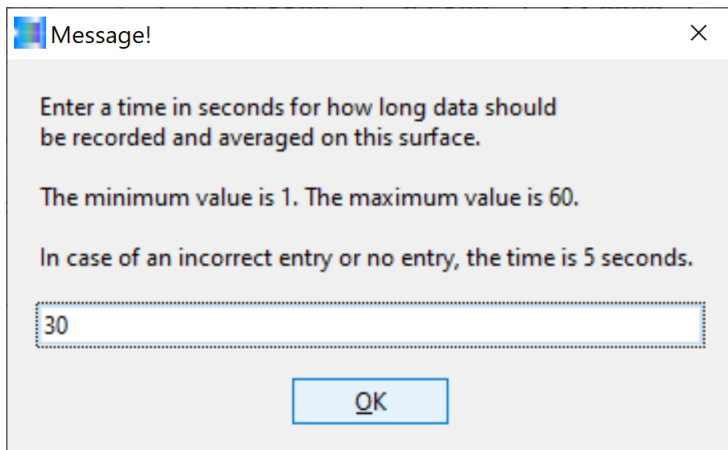 Message!
Enter a time in seconds for how long data should
be recorded and averaged on this surface.
The minimum value is 1. The maximum value is 60.
In case of an incorrect entry or no entry, the time is 5 seconds.
30
OK